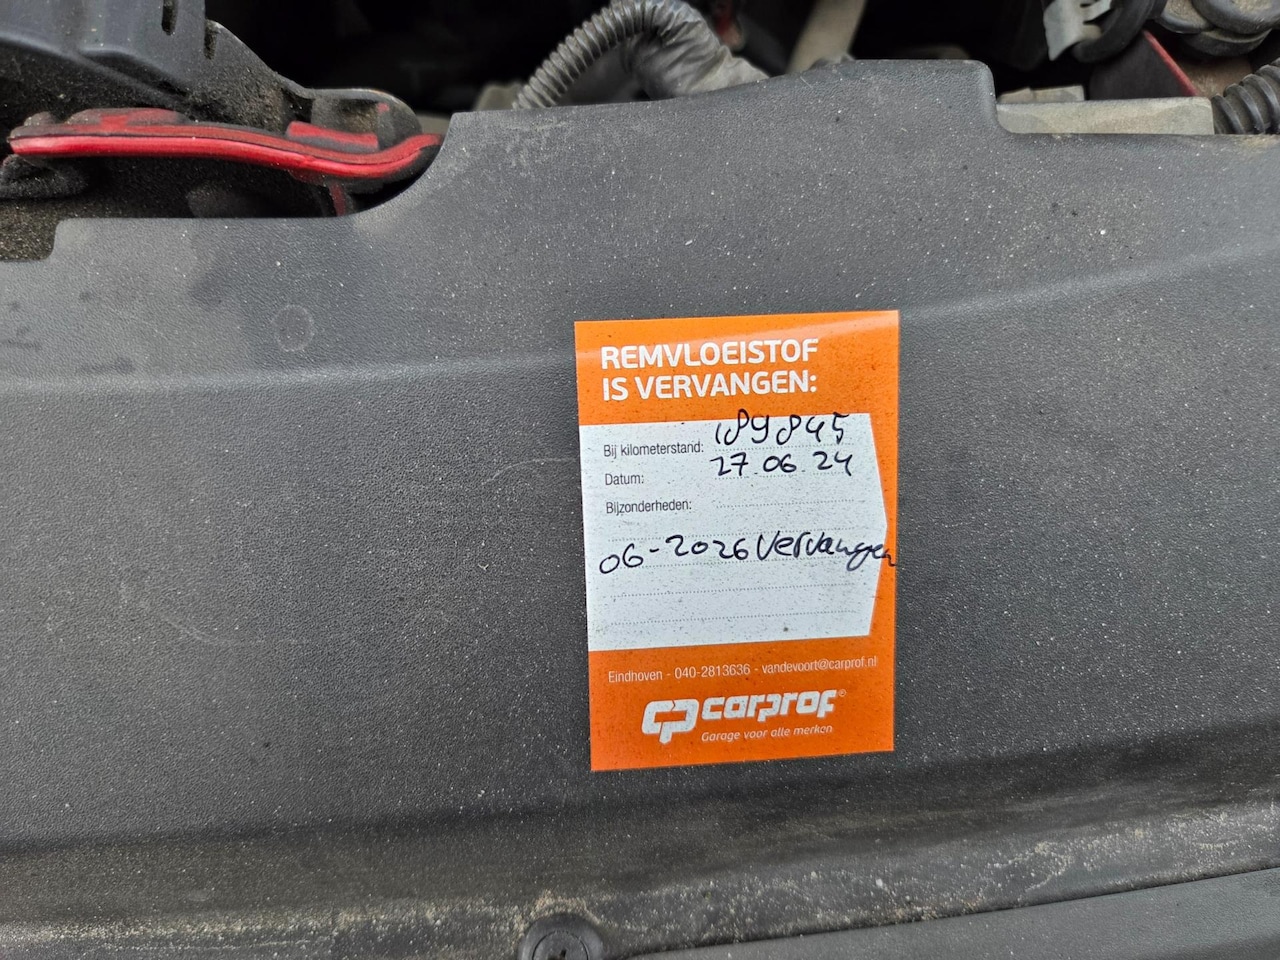 REMVLOEISTOF
IS VERVANGEN:
Bij kilometerstand: 189845
Datum: 27.06.24
Bijzonderheden:
06-2026 Vervangen
Eindhoven - 040-2813636 - vandevoort@carprof.nl
CP carprof®
Garage voor alle merken